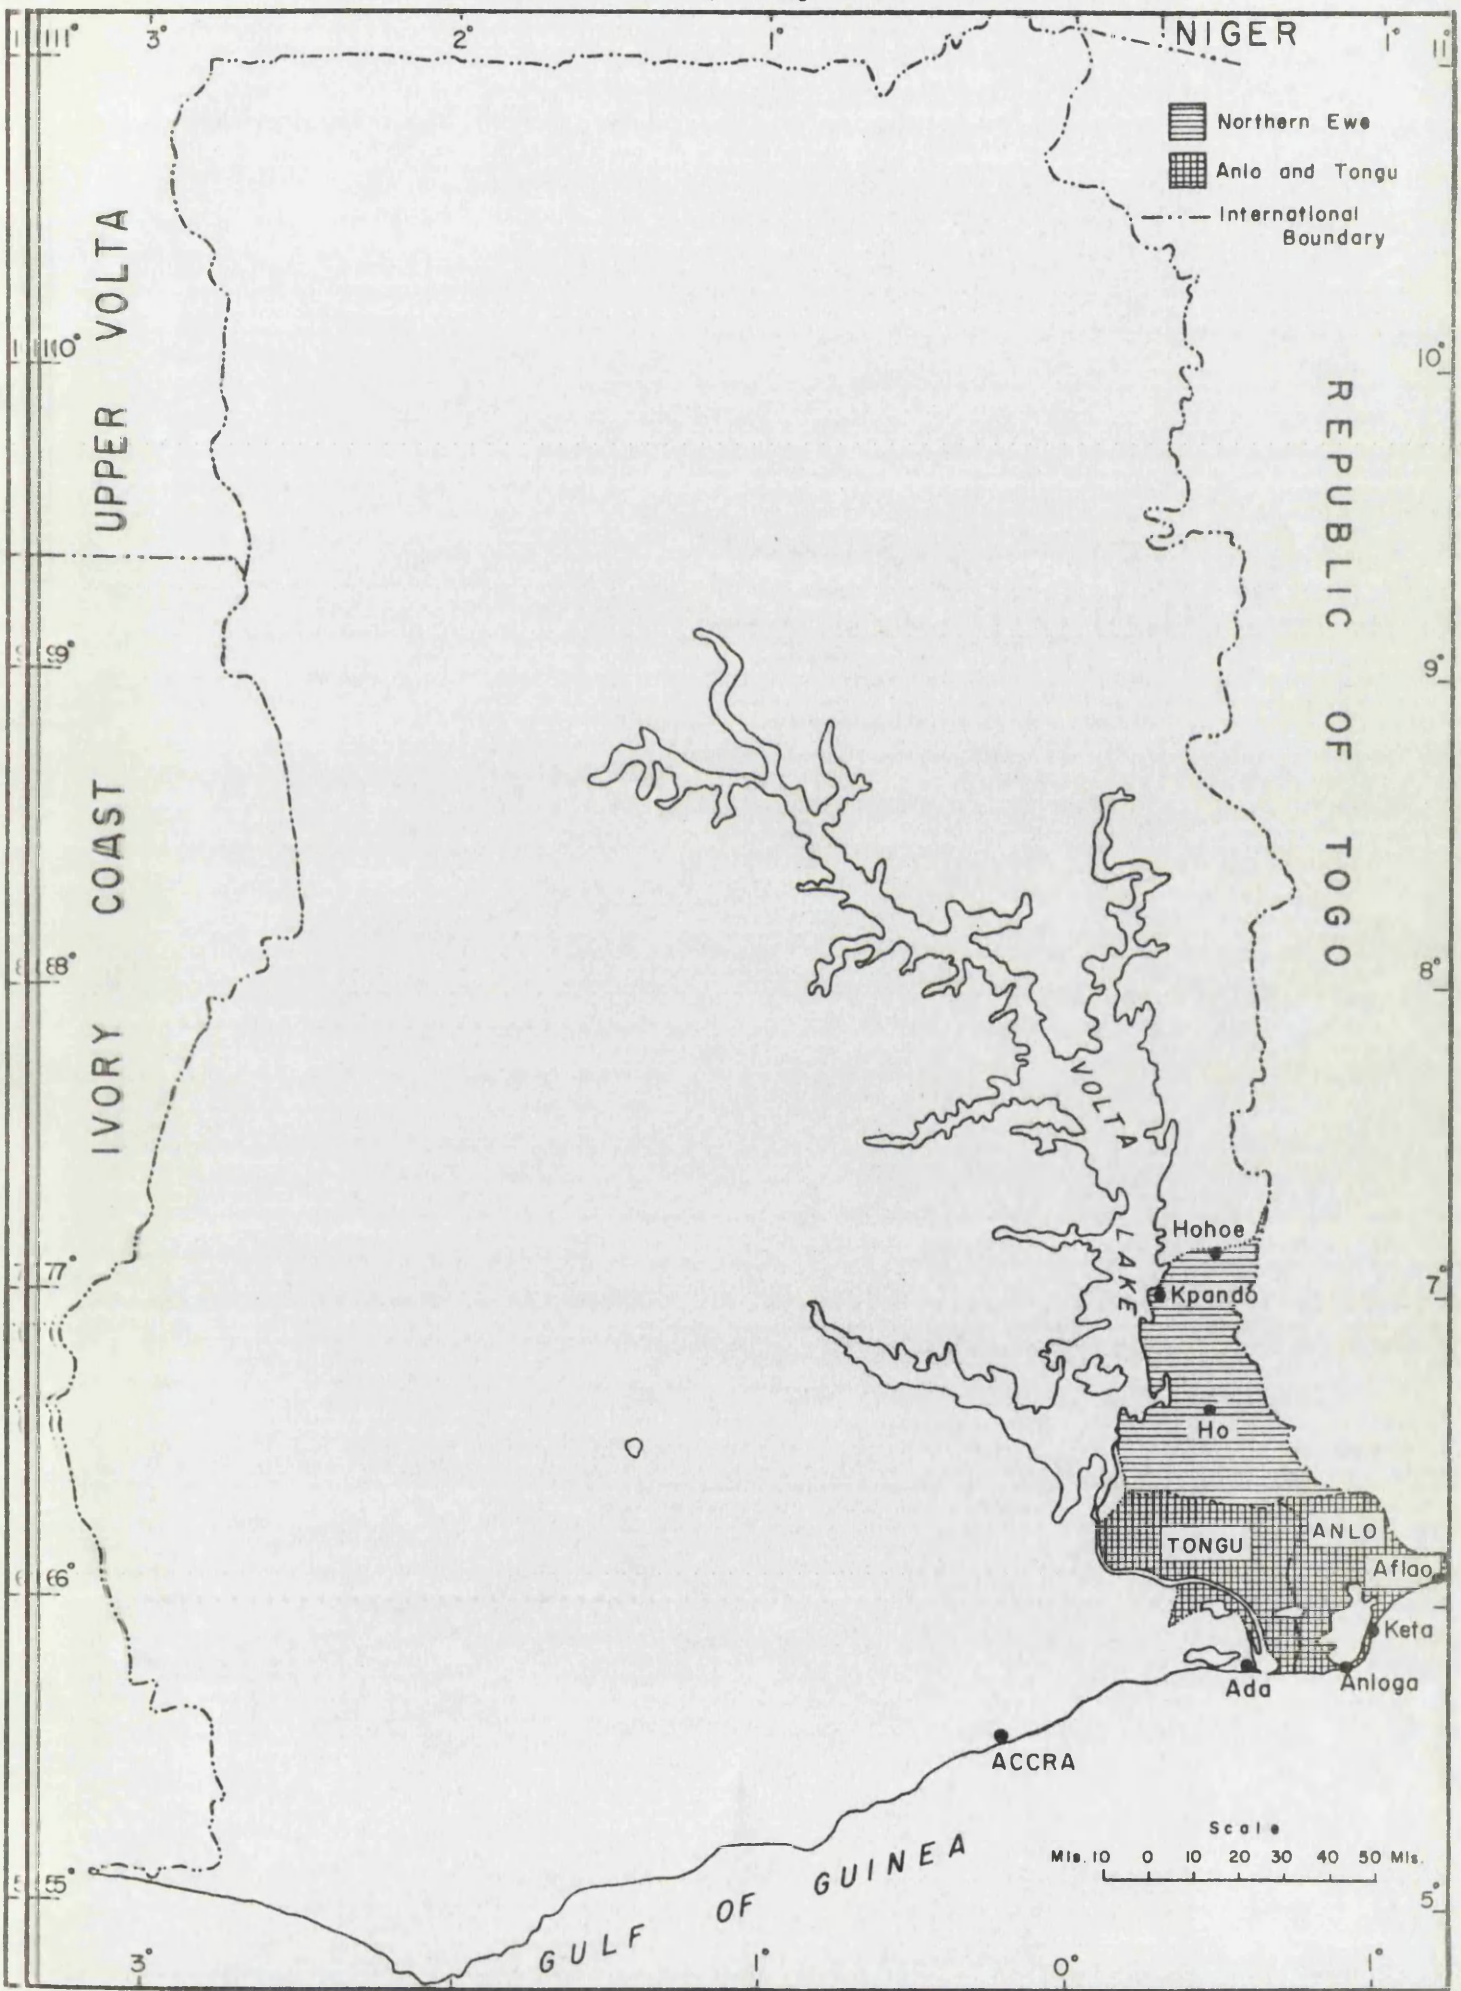 3° 2° 1° 1° 11°
NIGER
Northern Ewe
Anlo and Tongu
International
Boundary
UPPER VOLTA
10°
10°
REPUBLIC OF TOGO
9°
9°
IVORY COAST
8°
8°
VOLTA LAKE
Hohoe
7°
7°
Kpando
Ho
TONGU
ANLO
Aflao
6°
Keta
Ada
Anloga
ACCRA
Scale
Mls. 10 0 10 20 30 40 50 Mls.
5°
5°
GULF OF GUINEA
3° 1° 0° 1°